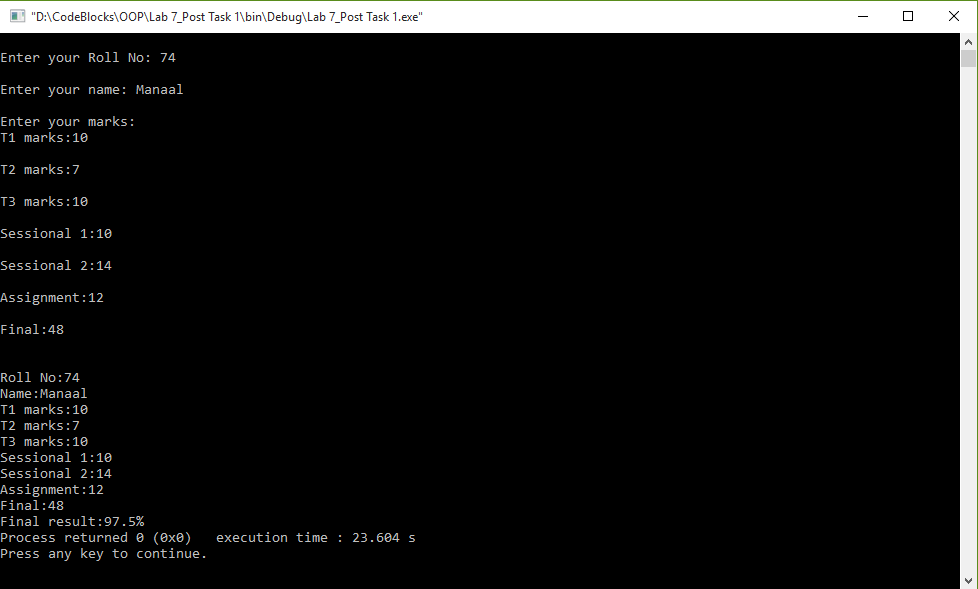 "D:\CodeBlocks\OOP\Lab 7_Post Task 1\bin\Debug\Lab 7_Post Task 1.exe"
Enter your Roll No: 74
Enter your name: Manaal
Enter your marks:
T1 marks:10
T2 marks:7
T3 marks:10
Sessional 1:10
Sessional 2:14
Assignment:12
Final:48
Roll No:74
Name:Manaal
T1 marks:10
T2 marks:7
T3 marks:10
Sessional 1:10
Sessional 2:14
Assignment:12
Final:48
Final result:97.5%
Process returned 0 (0x0)   execution time : 23.604 s
Press any key to continue.